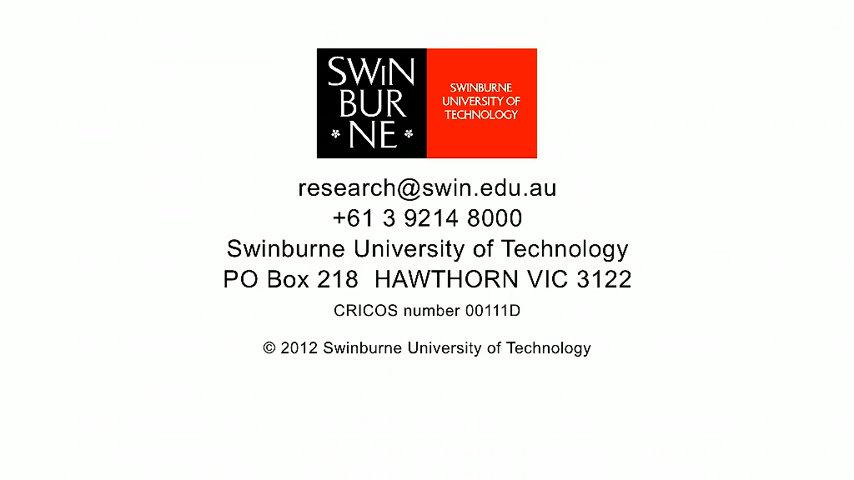 SWIN
BUR
NE
SWINBURNE
UNIVERSITY OF
TECHNOLOGY
research@swin.edu.au
+61 3 9214 8000
Swinburne University of Technology
PO Box 218 HAWTHORN VIC 3122
CRICOS number 00111D
© 2012 Swinburne University of Technology